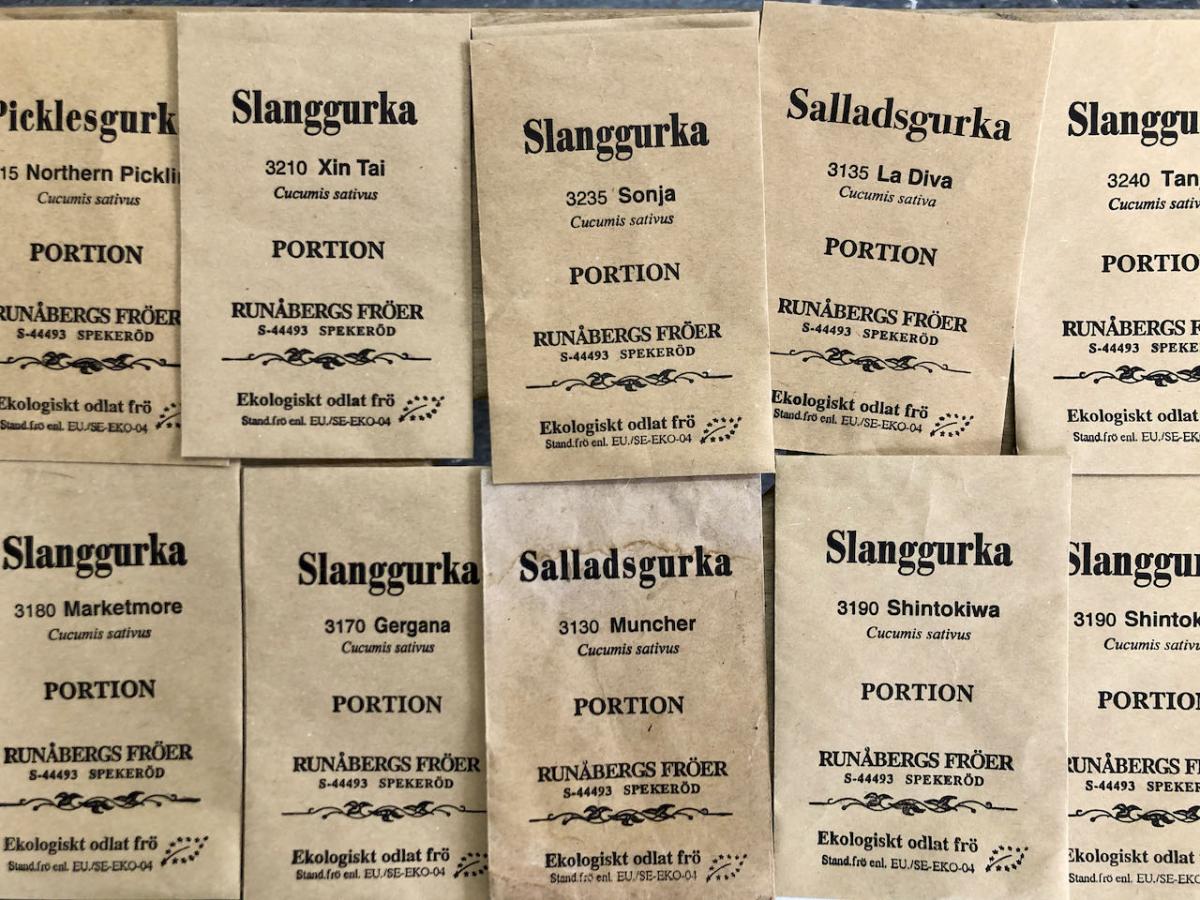 Picklesgurk
15 Northern Picklin
Cucumis sativus
PORTION
RUNÅBERGS FRÖER
S-44493 SPEKERÖD
Ekologiskt odlat frö
Stand.frö enl. EU./SE-EKO-04
Slanggurka
3210 Xin Tai
Cucumis sativus
PORTION
RUNÅBERGS FRÖER
S-44493 SPEKERÖD
Ekologiskt odlat frö
Stand.frö enl. EU./SE-EKO-04
Slanggurka
3235 Sonja
Cucumis sativus
PORTION
RUNÅBERGS FRÖER
S-44493 SPEKERÖD
Ekologiskt odlat frö
Stand.frö enl. EU./SE-EKO-04
Salladsgurka
3135 La Diva
Cucumis sativa
PORTION
RUNÅBERGS FRÖER
S-44493 SPEKERÖD
Ekologiskt odlat frö
Stand.frö enl. EU./SE-EKO-04
Slanggu
3240 Tan
Cucumis sativ
PORTIO
RUNÅBERGS F
S-44493 SPEKE
Ekologiskt odlat
Stand.frö enl. EU./SE
Slanggurka
3180 Marketmore
Cucumis sativus
PORTION
RUNÅBERGS FRÖER
S-44493 SPEKERÖD
Ekologiskt odlat frö
Stand.frö enl. EU./SE-EKO-04
Slanggurka
3170 Gergana
Cucumis sativus
PORTION
RUNÅBERGS FRÖER
S-44493 SPEKERÖD
Ekologiskt odlat frö
Stand.frö enl. EU./SE-EKO-04
Salladsgurka
3130 Muncher
Cucumis sativus
PORTION
RUNÅBERGS FRÖER
S-44493 SPEKERÖD
Ekologiskt odlat frö
Stand.frö enl. EU./SE-EKO-04
Slanggurka
3190 Shintokiwa
Cucumis sativus
PORTION
RUNÅBERGS FRÖER
S-44493 SPEKERÖD
Ekologiskt odlat frö
Stand.frö enl. EU./SE-EKO-04
Slanggur
3190 Shintok
Cucumis sativu
PORTION
RUNÅBERGS F
S-44493 SPEKE
Ekologiskt odlat
Stand.frö enl. EU./SE